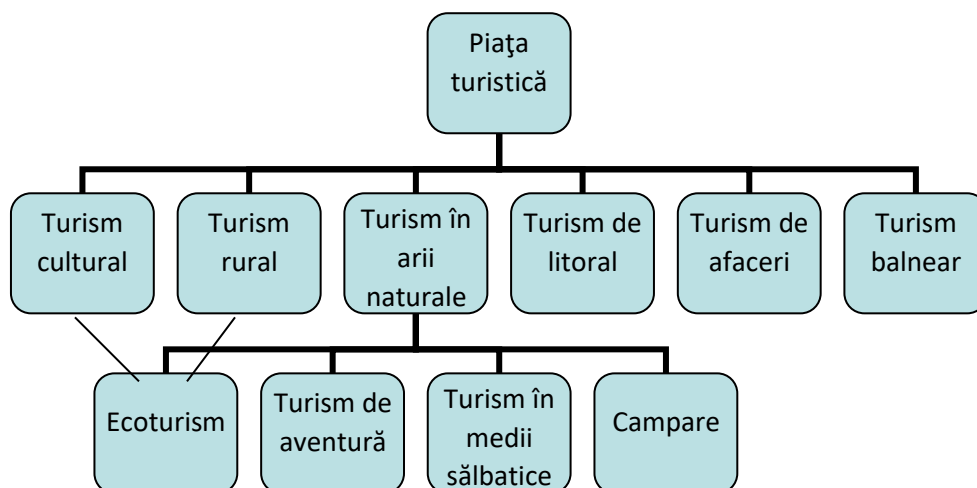 Piaţa
turistică
Turism
cultural
Turism
rural
Turism în
arii
naturale
Turism de
litoral
Turism de
afaceri
Turism
balnear
Ecoturism
Turism de
aventură
Turism în
medii
sălbatice
Campare